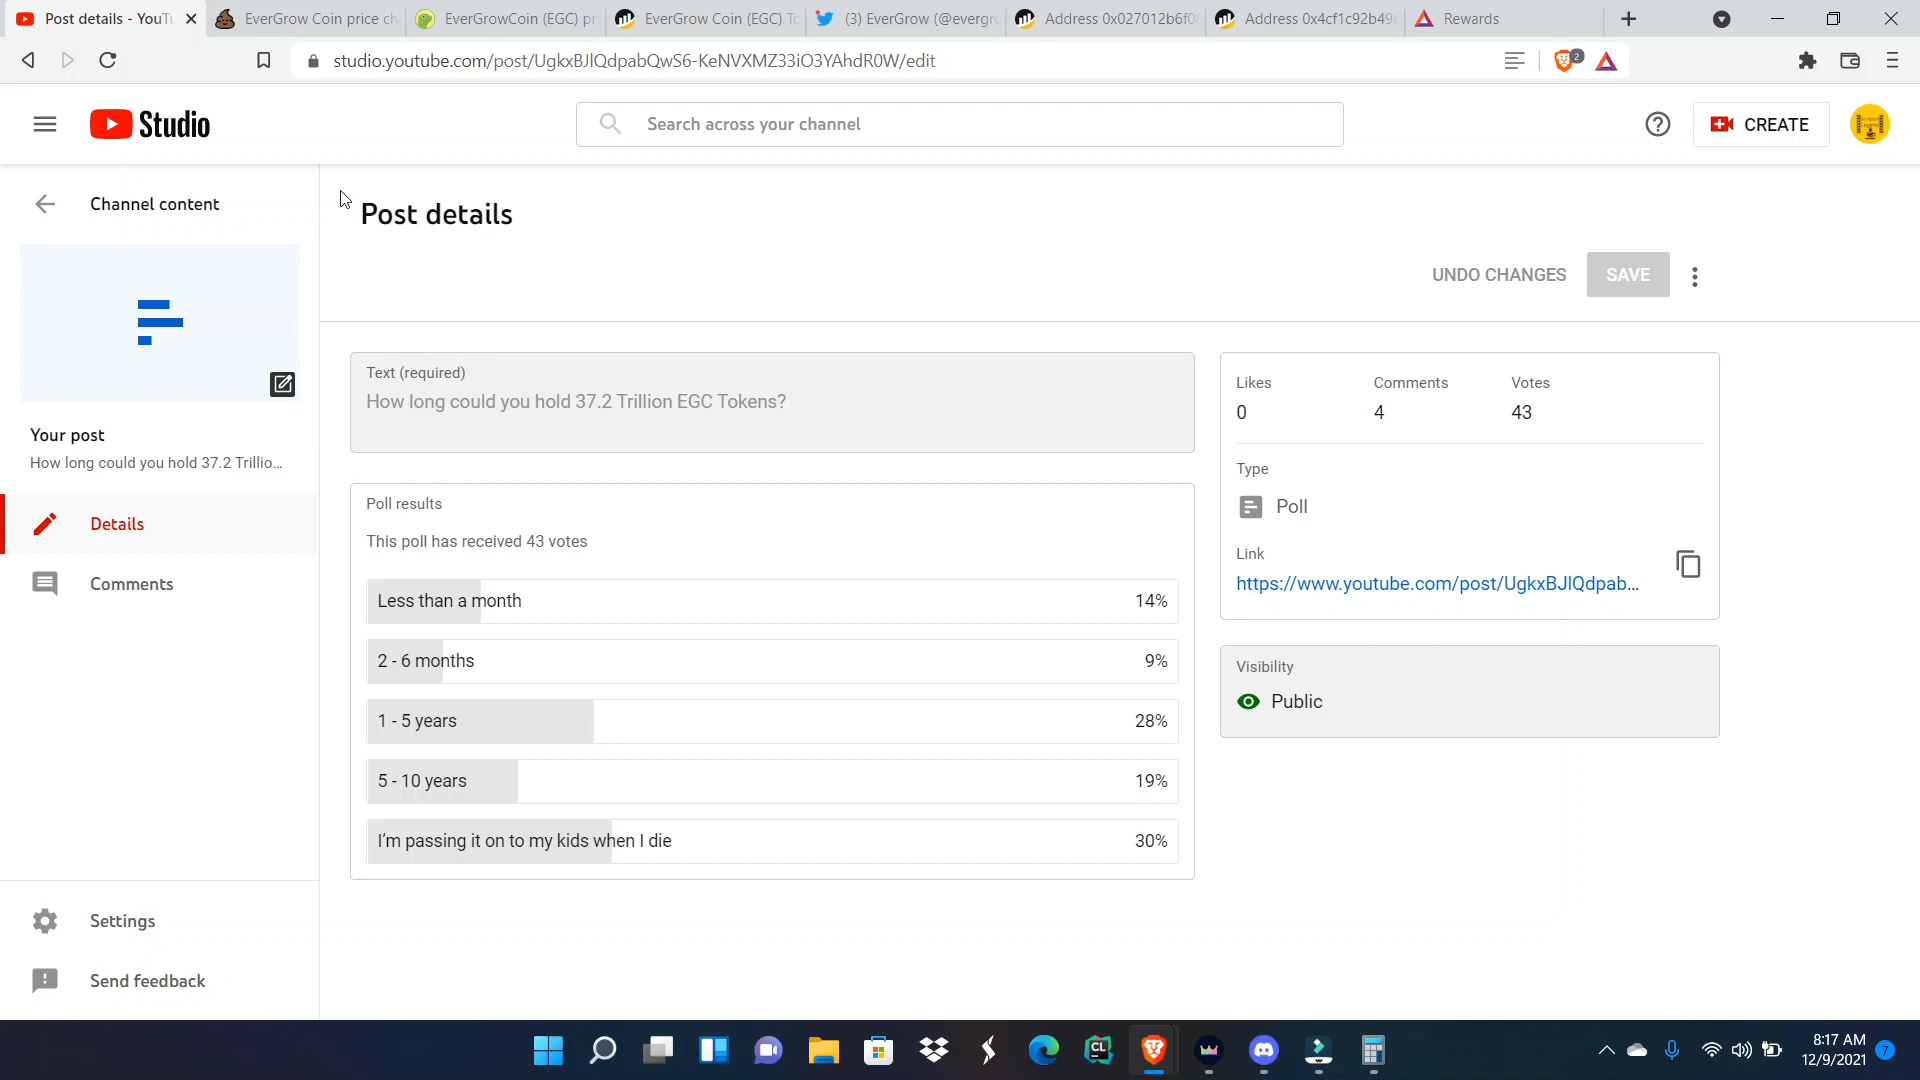 Post details - YouTu
EverGrow Coin price ch
EverGrowCoin (EGC) pr
EverGrow Coin (EGC) To
(3) EverGrow (@evergro
Address 0x027012b6f0
Address 0x4cf1c92b496
Rewards
studio.youtube.com/post/UgkxBJlQdpabQwS6-KeNVXMZ33iO3YAhdR0W/edit
2
Studio
Search across your channel
CREATE
Channel content
Post details
UNDO CHANGES
SAVE
Text (required)
How long could you hold 37.2 Trillion EGC Tokens?
Likes
Comments
Votes
0
4
43
Your post
How long could you hold 37.2 Trillio...
Type
Poll
Poll results
This poll has received 43 votes
Details
Comments
Link
https://www.youtube.com/post/UgkxBJlQdpab...
Less than a month
14%
2 - 6 months
9%
1 - 5 years
28%
5 - 10 years
19%
I'm passing it on to my kids when I die
30%
Visibility
Public
Settings
Send feedback
CL
8:17 AM
12/9/2021
7